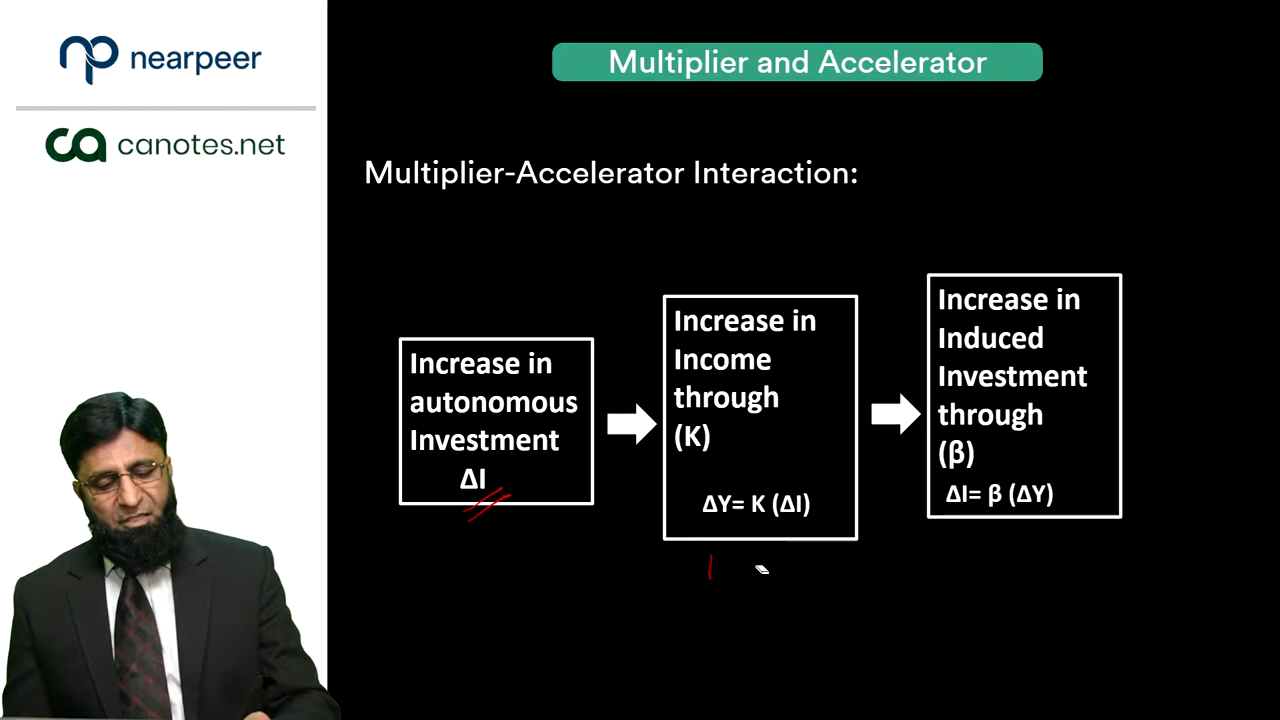 nearpeer
canotes.net
Multiplier and Accelerator
Multiplier-Accelerator Interaction:
Increase in
autonomous
Investment
ΔI
Increase in
Income
through
(K)
ΔY= K (ΔI)
Increase in
Induced
Investment
through
(β)
ΔI= β (ΔY)